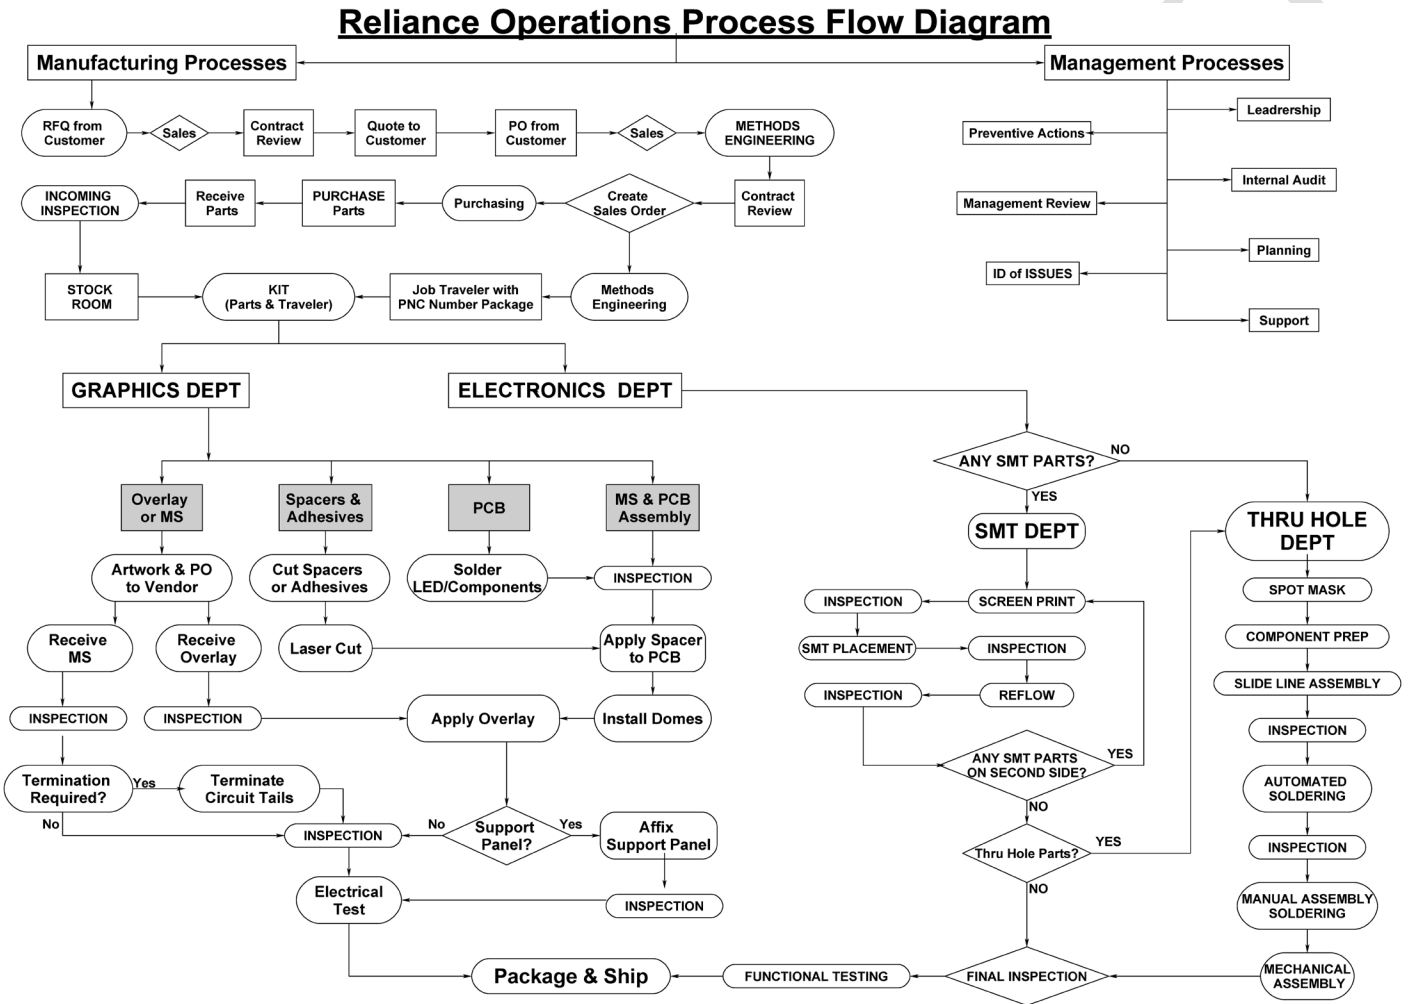 Reliance Operations Process Flow Diagram
Manufacturing Processes
Management Processes
RFQ from
Customer
Sales
Contract
Review
Quote to
Customer
PO from
Customer
Sales
METHODS
ENGINEERING
Leadrership
Preventive Actions
Internal Audit
Management Review
Planning
ID of ISSUES
Support
INCOMING
INSPECTION
Receive
Parts
PURCHASE
Parts
Purchasing
Create
Sales Order
Contract
Review
STOCK
ROOM
KIT
(Parts & Traveler)
Job Traveler with
PNC Number Package
Methods
Engineering
GRAPHICS DEPT
ELECTRONICS DEPT
Overlay
or MS
Spacers &
Adhesives
PCB
MS & PCB
Assembly
Artwork & PO
to Vendor
Cut Spacers
or Adhesives
Solder
LED/Components
INSPECTION
Receive
MS
Receive
Overlay
Laser Cut
Apply Spacer
to PCB
INSPECTION
INSPECTION
Apply Overlay
Install Domes
Termination
Required?
Yes
Terminate
Circuit Tails
No
INSPECTION
No
Support
Panel?
Yes
Affix
Support Panel
Electrical
Test
INSPECTION
Package & Ship
ANY SMT PARTS?
NO
YES
SMT DEPT
THRU HOLE
DEPT
INSPECTION
SCREEN PRINT
SMT PLACEMENT
INSPECTION
INSPECTION
REFLOW
ANY SMT PARTS
ON SECOND SIDE?
YES
NO
Thru Hole Parts?
YES
NO
SPOT MASK
COMPONENT PREP
SLIDE LINE ASSEMBLY
INSPECTION
AUTOMATED
SOLDERING
INSPECTION
MANUAL ASSEMBLY
SOLDERING
MECHANICAL
ASSEMBLY
FINAL INSPECTION
FUNCTIONAL TESTING